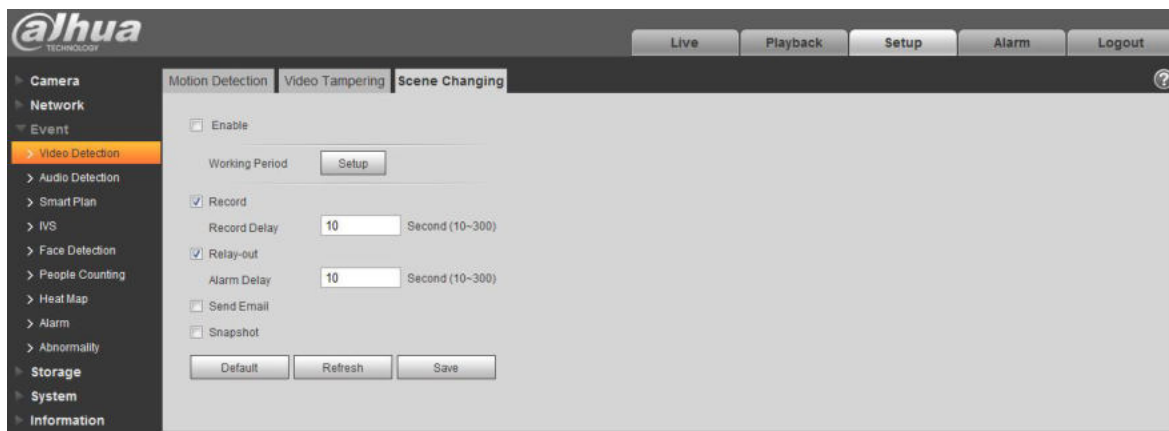 alhua
TECHNOLOGY
Live
Playback
Setup
Alarm
Logout
Camera
Network
Event
Video Detection
Audio Detection
Smart Plan
IVS
Face Detection
People Counting
Heat Map
Alarm
Abnormality
Storage
System
Information
Motion Detection
Video Tampering
Scene Changing
?
Enable
Working Period
Setup
Record
Record Delay 10 Second (10~300)
Relay-out
Alarm Delay 10 Second (10~300)
Send Email
Snapshot
Default
Refresh
Save